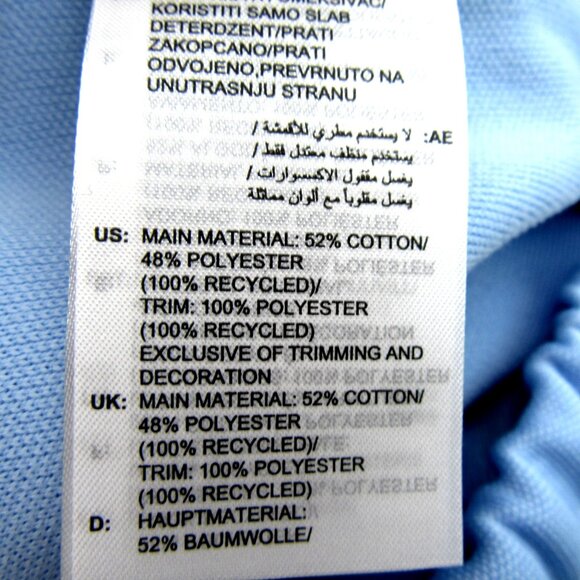 KORISTITI SAMO SLAB
DETERDZENT/PRATI
ZAKOPCANO/PRATI
ODVOJENO,PREVRNUTO NA
UNUTRASNJU STRANU
AE: لا يستخدم مطري للأقمشة /
يستخدم منظف معتدل فقط /
يغسل مقفول الاكسسوارات /
يغسل مقلوباً مع ألوان مماثلة
US: MAIN MATERIAL: 52% COTTON/
48% POLYESTER
(100% RECYCLED)/
TRIM: 100% POLYESTER
(100% RECYCLED)
EXCLUSIVE OF TRIMMING AND
DECORATION
UK: MAIN MATERIAL: 52% COTTON/
48% POLYESTER
(100% RECYCLED)/
TRIM: 100% POLYESTER
(100% RECYCLED)
D: HAUPTMATERIAL:
52% BAUMWOLLE/